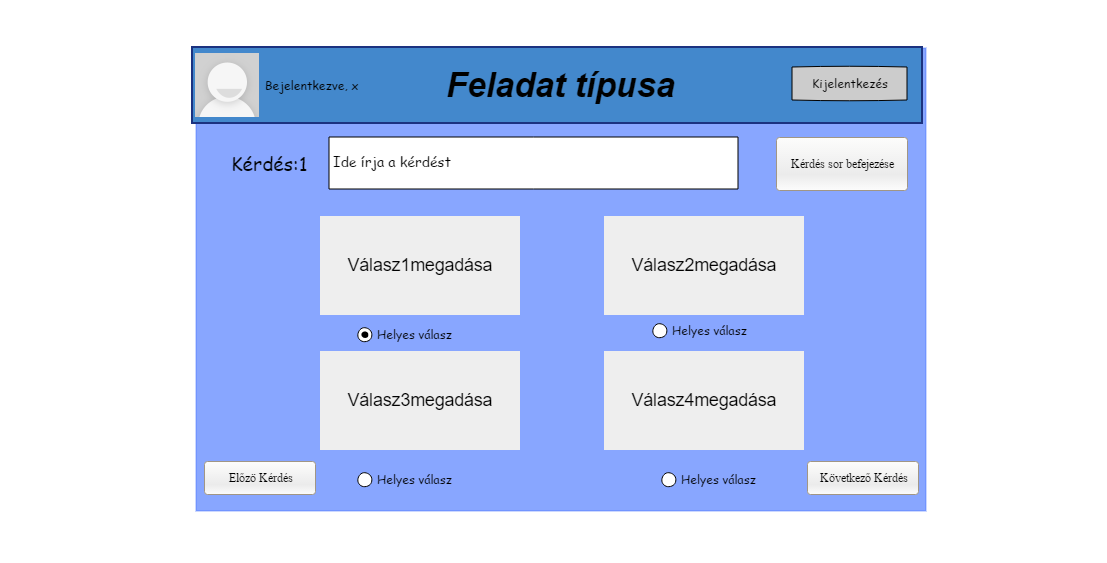 Bejelentkezve, x
Feladat típusa
Kijelentkezés
Kérdés:1
Ide írja a kérdést
Kérdés sor befejezése
Válasz1megadása
Válasz2megadása
Helyes válasz
Helyes válasz
Válasz3megadása
Válasz4megadása
Előző Kérdés
Helyes válasz
Helyes válasz
Következő Kérdés